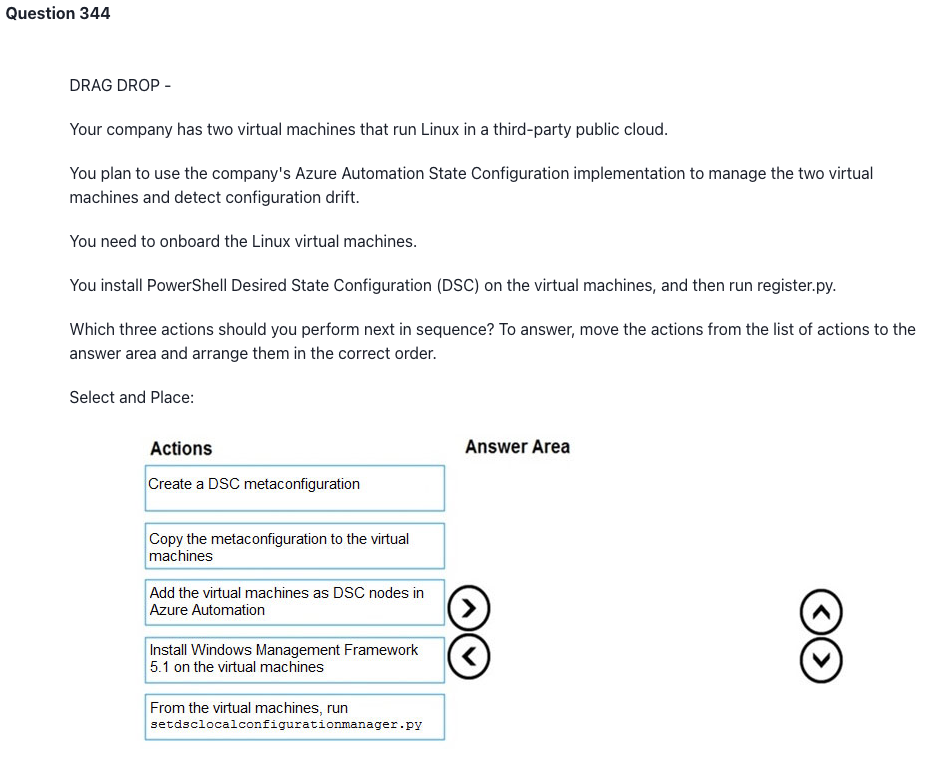 Question 344
DRAG DROP -
Your company has two virtual machines that run Linux in a third-party public cloud.
You plan to use the company's Azure Automation State Configuration implementation to manage the two virtual
machines and detect configuration drift.
You need to onboard the Linux virtual machines.
You install PowerShell Desired State Configuration (DSC) on the virtual machines, and then run register.py.
Which three actions should you perform next in sequence? To answer, move the actions from the list of actions to the
answer area and arrange them in the correct order.
Select and Place:
Actions
Answer Area
Create a DSC metaconfiguration
Copy the metaconfiguration to the virtual
machines
Add the virtual machines as DSC nodes in
Azure Automation
Install Windows Management Framework
5.1 on the virtual machines
From the virtual machines, run
setdsclocalconfigurationmanager.py